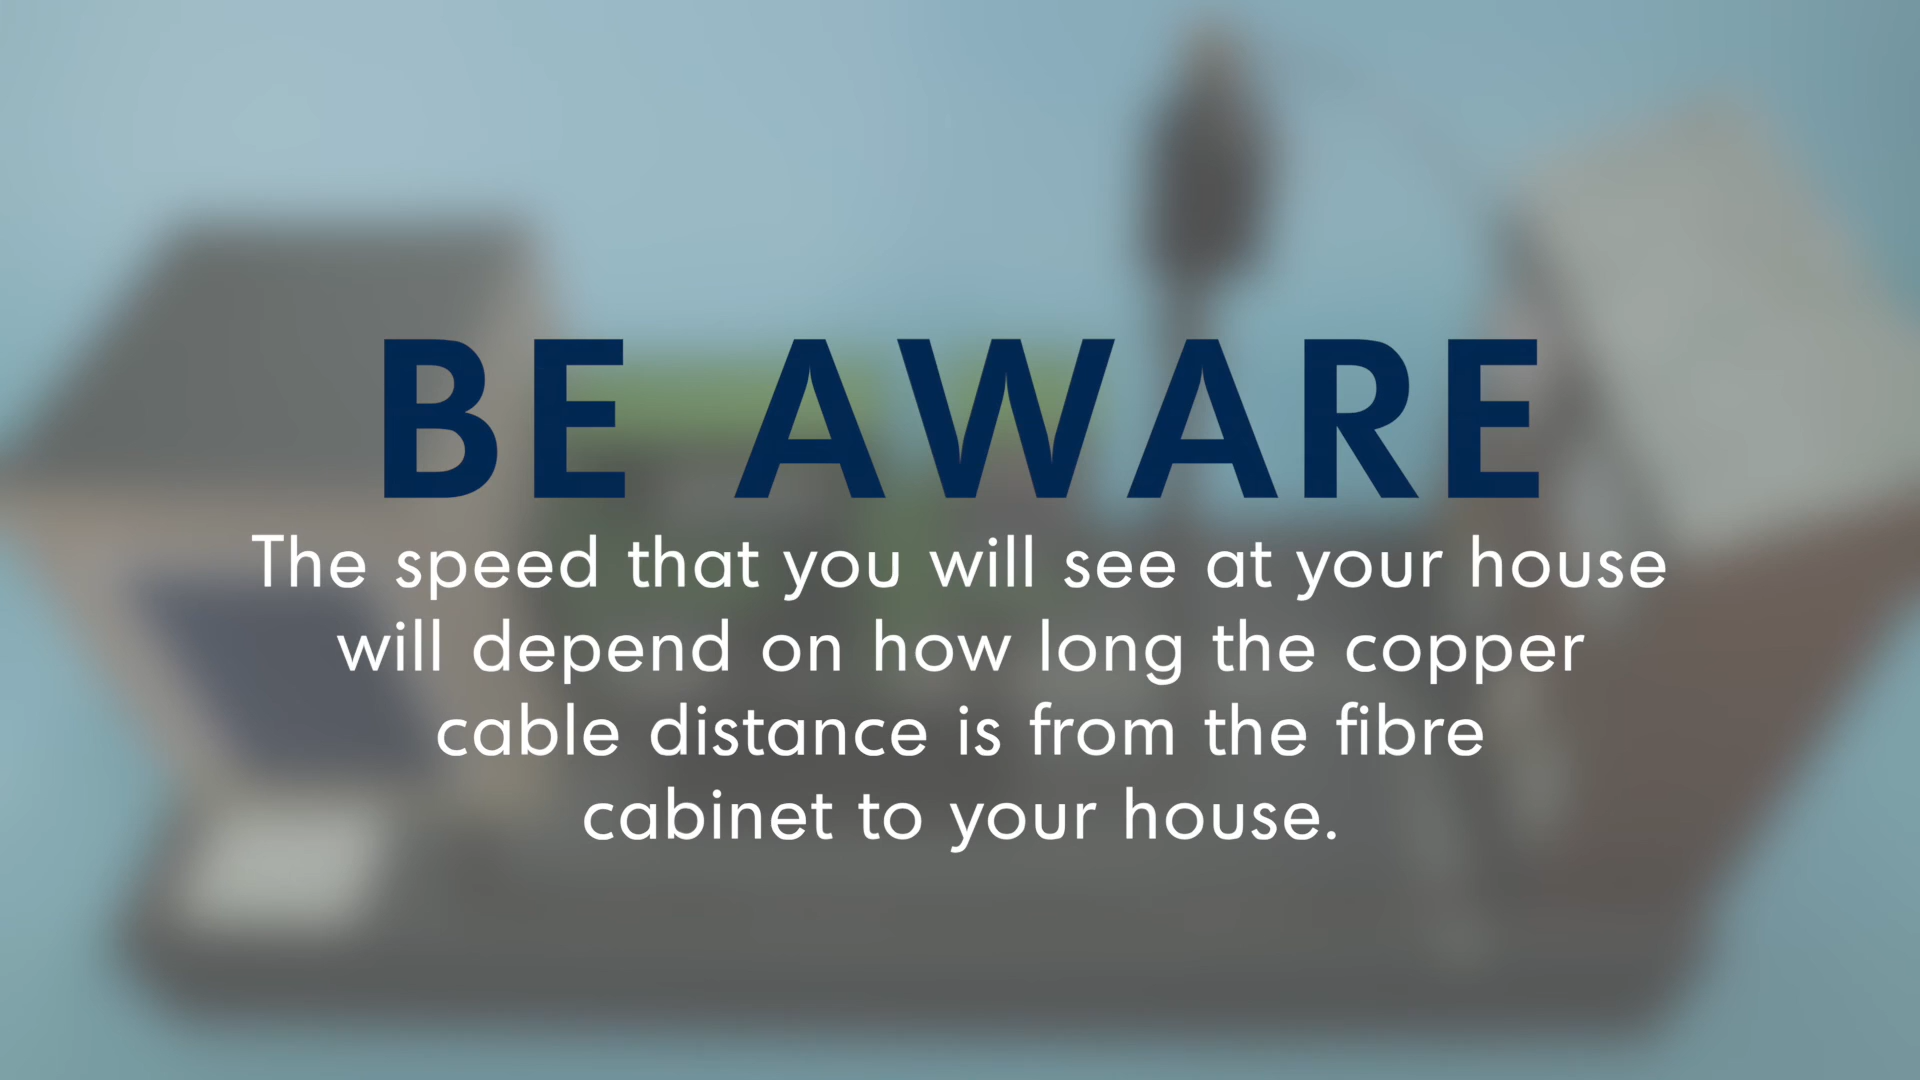 BE AWARE
The speed that you will see at your house
will depend on how long the copper
cable distance is from the fibre
cabinet to your house.